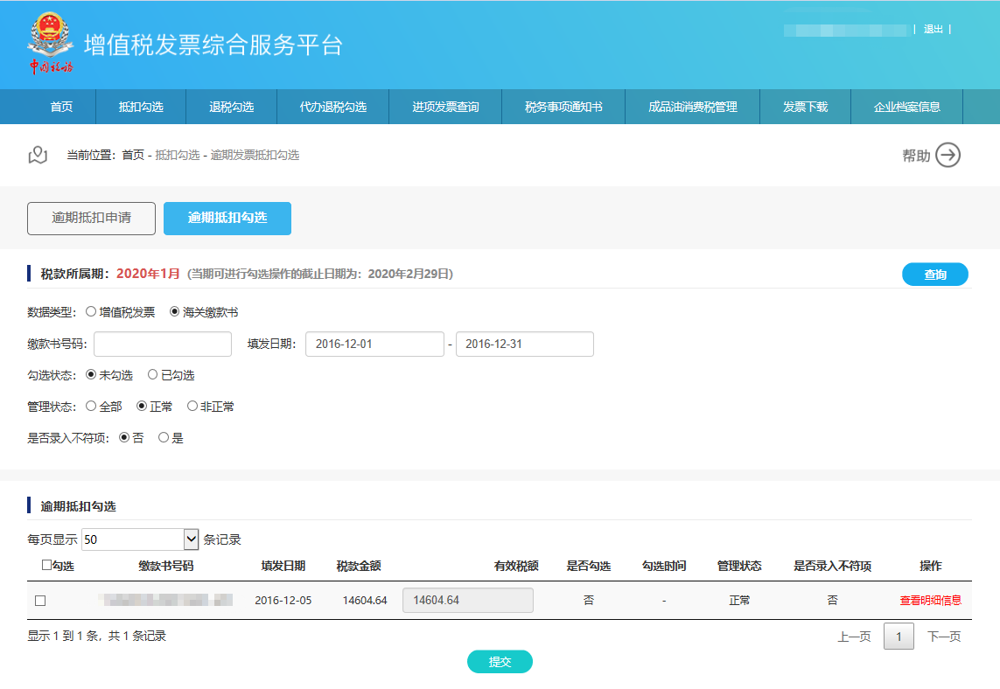 中国税务
增值税发票综合服务平台
| 退出 |
首页 抵扣勾选 退税勾选 代办退税勾选 进项发票查询 税务事项通知书 成品油消费税管理 发票下载 企业档案信息
当前位置：首页 - 抵扣勾选 - 逾期发票抵扣勾选
帮助
逾期抵扣申请 逾期抵扣勾选
税款所属期：2020年1月 (当期可进行勾选操作的截止日期为：2020年2月29日)
查询
数据类型： 增值税发票 海关缴款书
缴款书号码： 填发日期： 2016-12-01 - 2016-12-31
勾选状态： 未勾选 已勾选
管理状态： 全部 正常 非正常
是否录入不符项： 否 是
逾期抵扣勾选
每页显示 50 条记录
勾选 缴款书号码 填发日期 税款金额 有效税额 是否勾选 勾选时间 管理状态 是否录入不符项 操作
2016-12-05 14604.64 14604.64 否 - 正常 否 查看明细信息
显示 1 到 1 条，共 1 条记录
上一页 1 下一页
提交